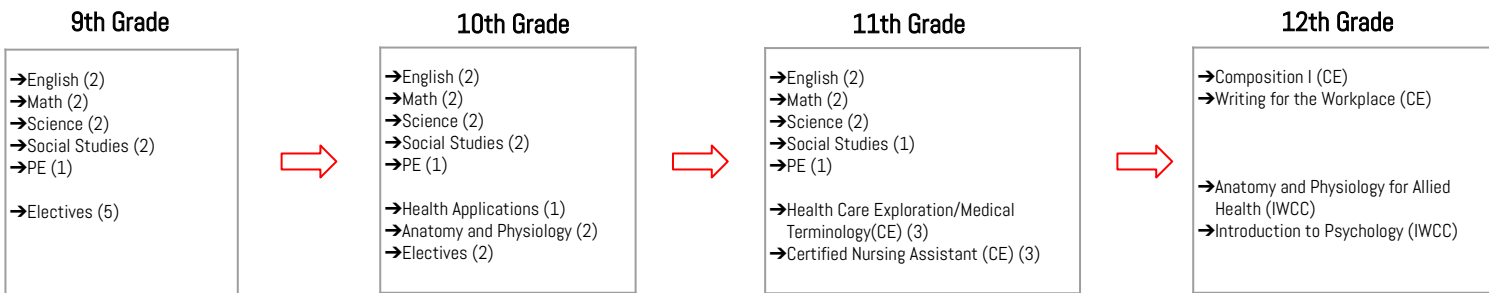 9th Grade
➔English (2)
➔Math (2)
➔Science (2)
➔Social Studies (2)
➔PE (1)
➔Electives (5)
10th Grade
➔English (2)
➔Math (2)
➔Science (2)
➔Social Studies (2)
➔PE (1)
➔Health Applications (1)
➔Anatomy and Physiology (2)
➔Electives (2)
11th Grade
➔English (2)
➔Math (2)
➔Science (2)
➔Social Studies (1)
➔PE (1)
➔Health Care Exploration/Medical
Terminology(CE) (3)
➔Certified Nursing Assistant (CE) (3)
12th Grade
➔Composition I (CE)
➔Writing for the Workplace (CE)
➔Anatomy and Physiology for Allied
Health (IWCC)
➔Introduction to Psychology (IWCC)